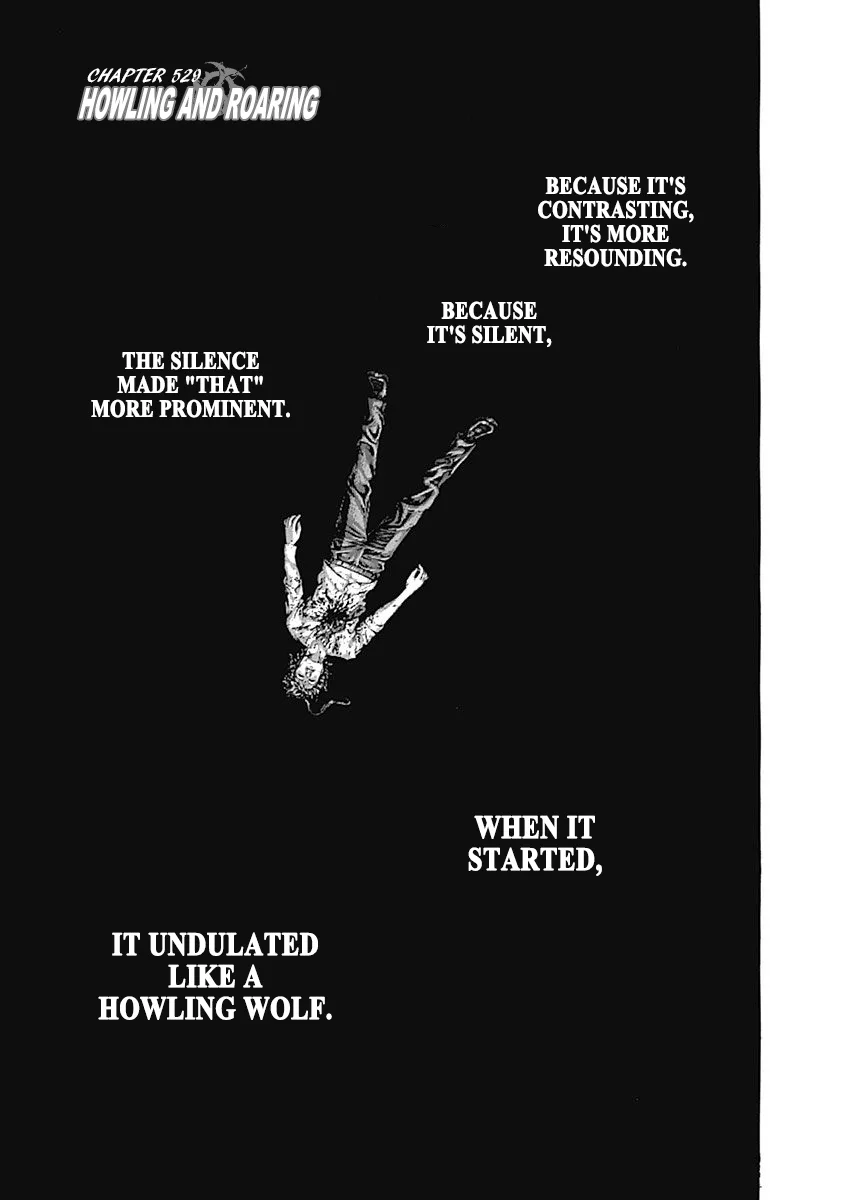 CHAPTER 529
HOWLING AND ROARING
BECAUSE IT'S
CONTRASTING,
IT'S MORE
RESOUNDING.
BECAUSE
IT'S SILENT,
THE SILENCE
MADE "THAT"
MORE PROMINENT.
WHEN IT
STARTED,
IT UNDULATED
LIKE A
HOWLING WOLF.